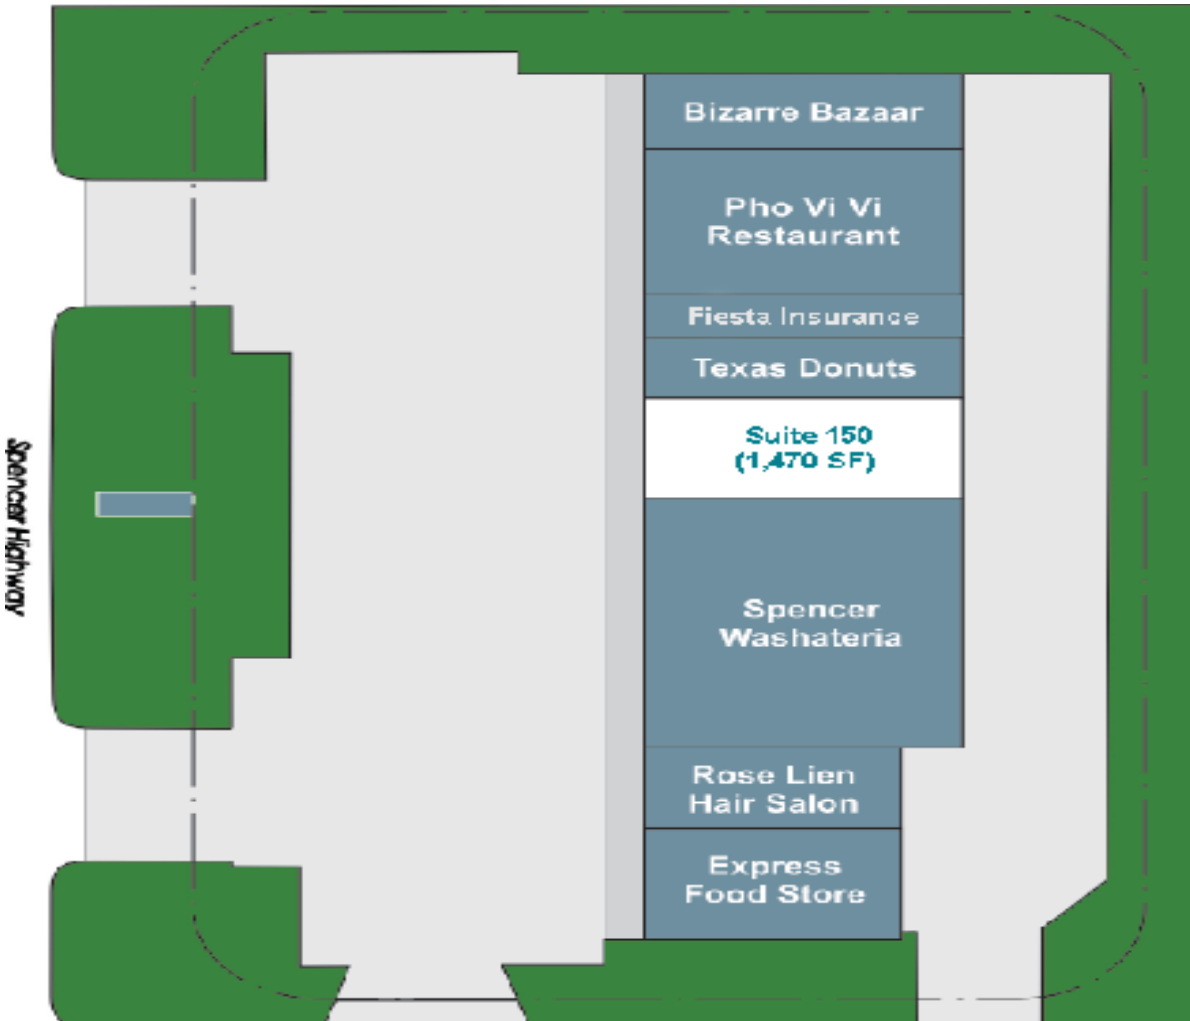 Bizarre Bazaar
Pho Vi Vi
Restaurant
Fiesta Insurance
Texas Donuts
Suite 150
(1,470 SF)
Spencer Highway
Spencer
Washateria
Rose Lien
Hair Salon
Express
Food Store